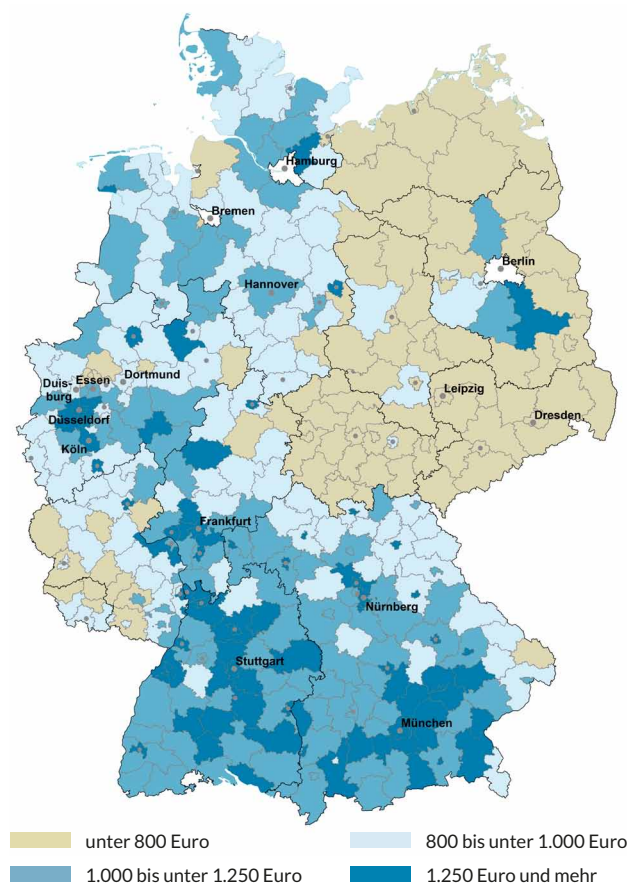 Hamburg
Bremen
Berlin
Hannover
Dortmund
Essen
Duis-
burg
Leipzig
Düsseldorf
Dresden
Köln
Frankfurt
Nürnberg
Stuttgart
München
unter 800 Euro
800 bis unter 1.000 Euro
1.000 bis unter 1.250 Euro
1.250 Euro und mehr